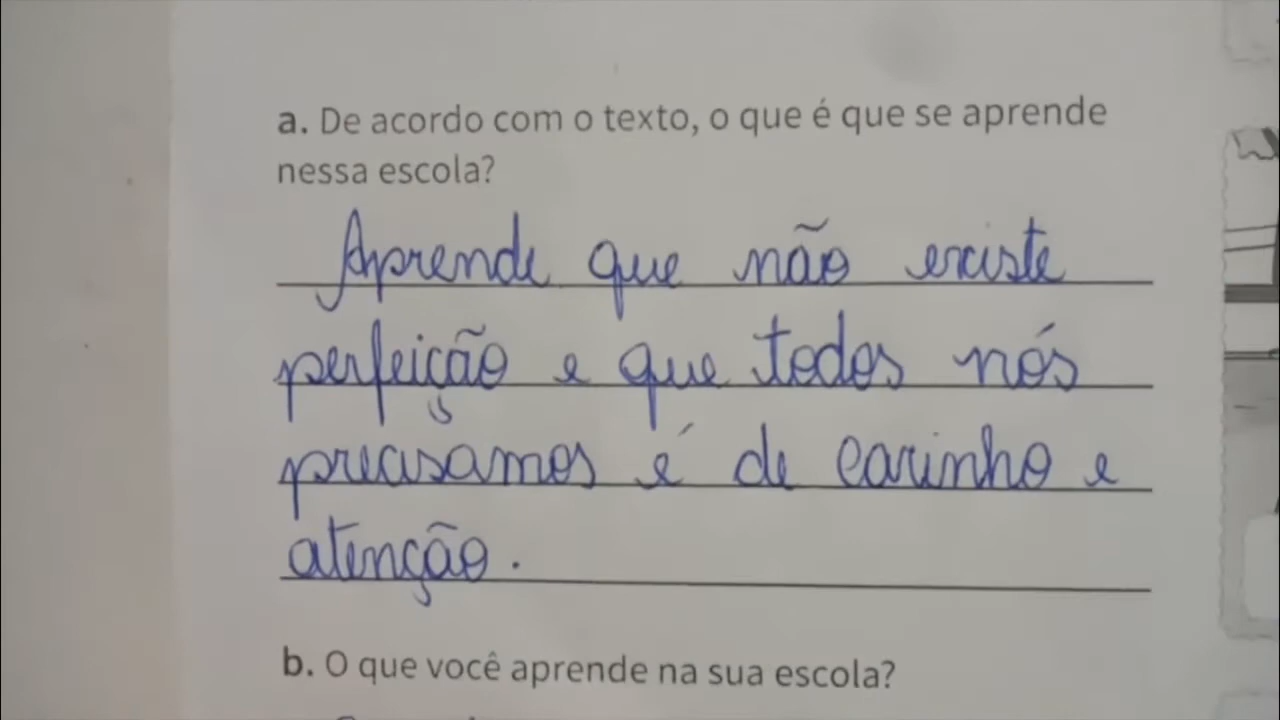 a. De acordo com o texto, o que é que se aprende
nessa escola?
Aprende que não existe
perfeição e que todos nós
precisamos é de carinho e
atenção.
b. O que você aprende na sua escola?